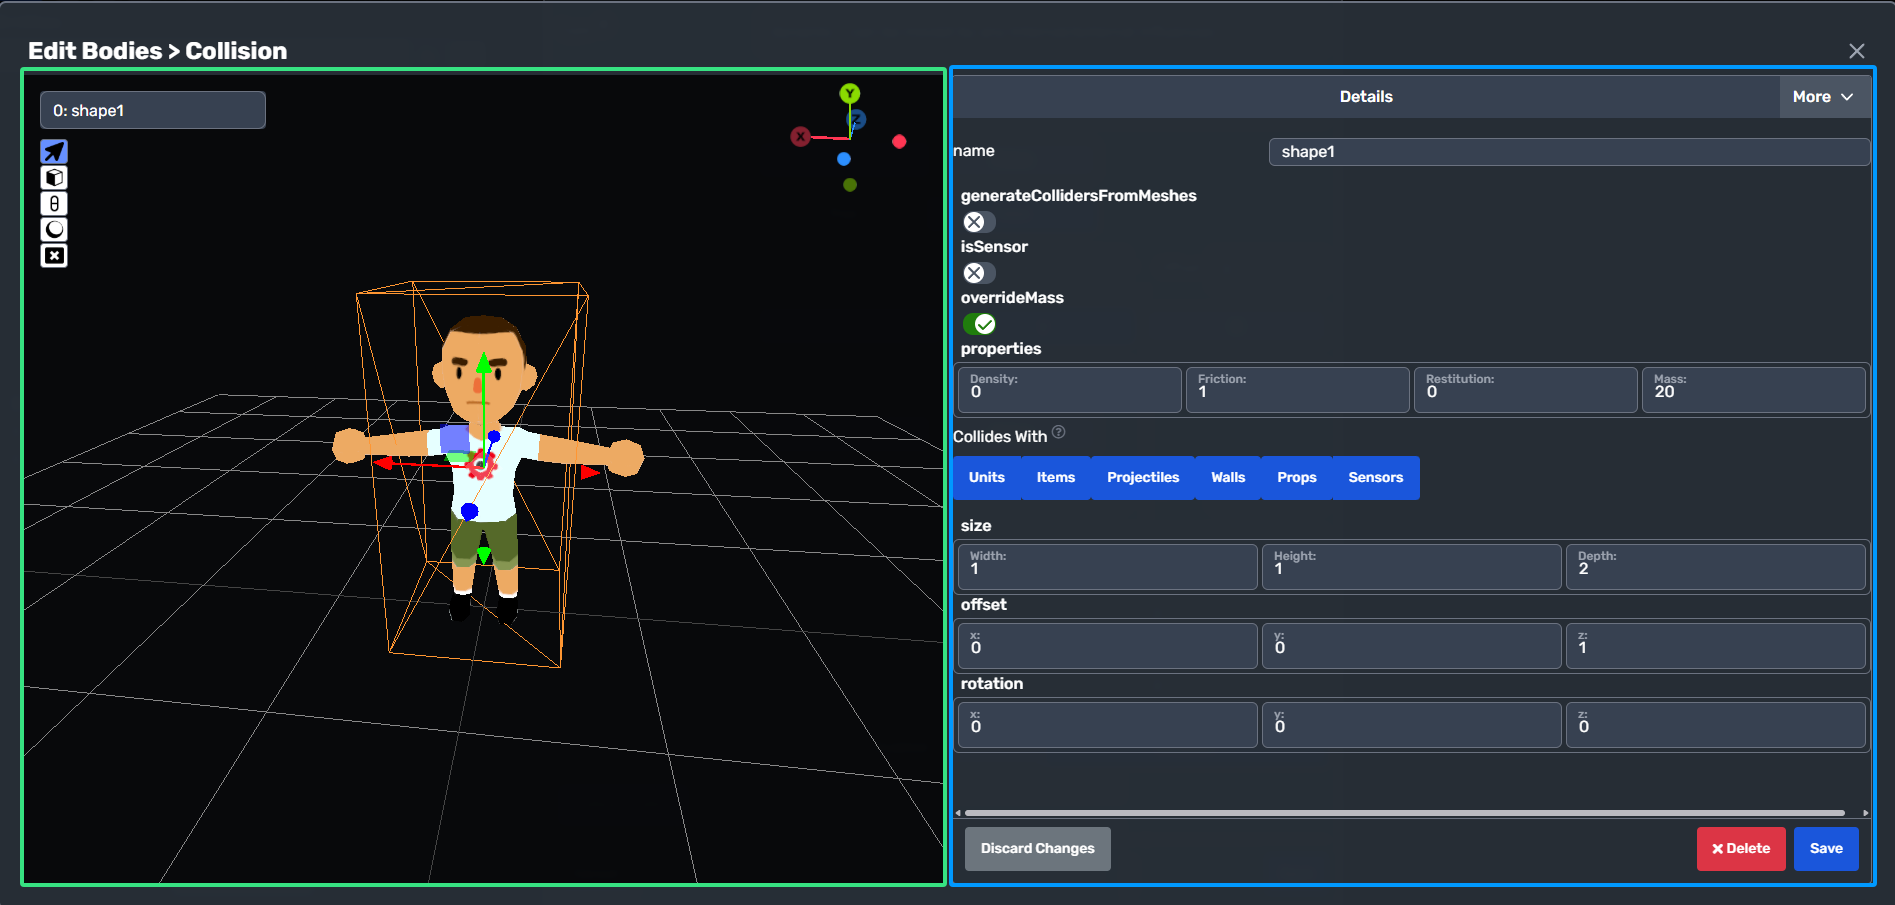 Edit Bodies > Collision
0: shape1
Y
Z
X
Details
More
name
shape1
generateCollidersFromMeshes
isSensor
overrideMass
properties
Density: Friction: Restitution: Mass:
0 1 0 20
Collides With ?
Units Items Projectiles Walls Props Sensors
size
Width: Height: Depth:
1 1 2
offset
x: y: z:
0 0 1
rotation
x: y: z:
0 0 0
Discard Changes
Delete
Save